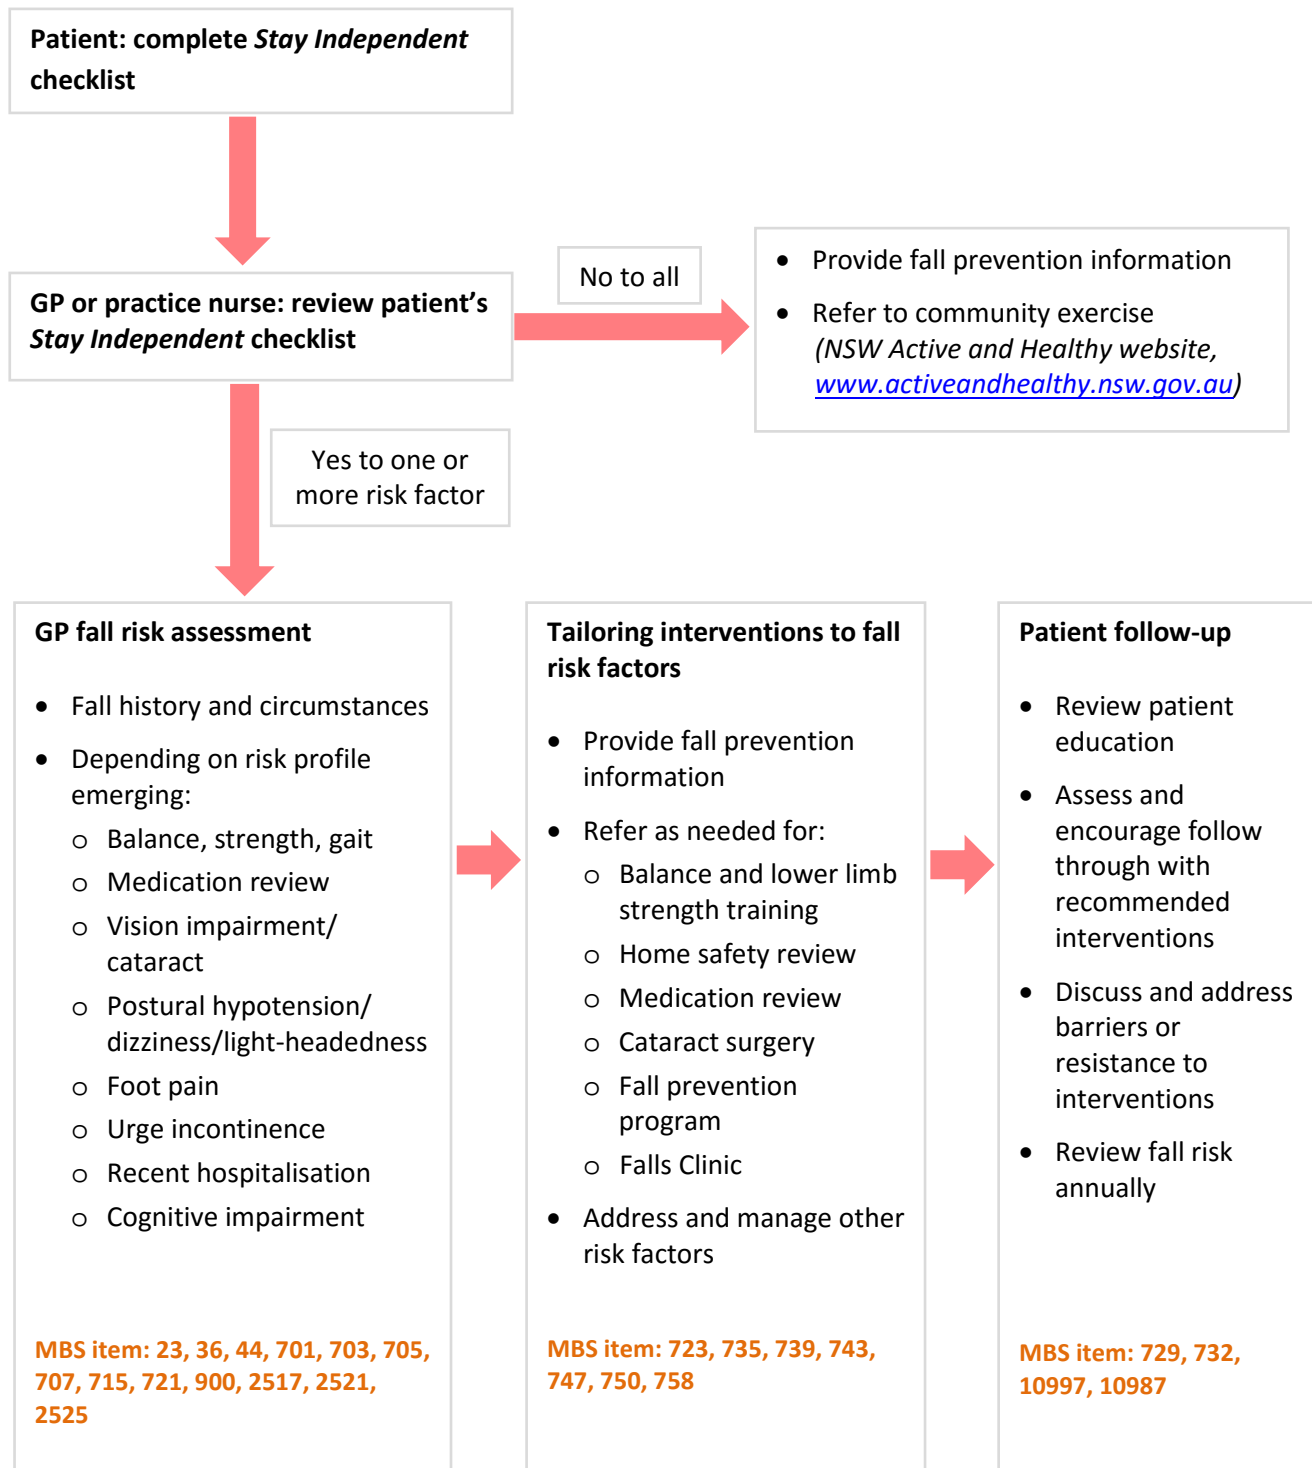 Patient: complete Stay Independent
checklist
GP or practice nurse: review patient’s
Stay Independent checklist
No to all
• Provide fall prevention information
• Refer to community exercise
(NSW Active and Healthy website,
www.activeandhealthy.nsw.gov.au)
Yes to one or
more risk factor
GP fall risk assessment
• Fall history and circumstances
• Depending on risk profile
emerging:
o Balance, strength, gait
o Medication review
o Vision impairment/
cataract
o Postural hypotension/
dizziness/light-headedness
o Foot pain
o Urge incontinence
o Recent hospitalisation
o Cognitive impairment
MBS item: 23, 36, 44, 701, 703, 705,
707, 715, 721, 900, 2517, 2521,
2525
Tailoring interventions to fall
risk factors
• Provide fall prevention
information
• Refer as needed for:
o Balance and lower limb
strength training
o Home safety review
o Medication review
o Cataract surgery
o Fall prevention
program
o Falls Clinic
• Address and manage other
risk factors
MBS item: 723, 735, 739, 743,
747, 750, 758
Patient follow-up
• Review patient
education
• Assess and
encourage follow
through with
recommended
interventions
• Discuss and address
barriers or
resistance to
interventions
• Review fall risk
annually
MBS item: 729, 732,
10997, 10987